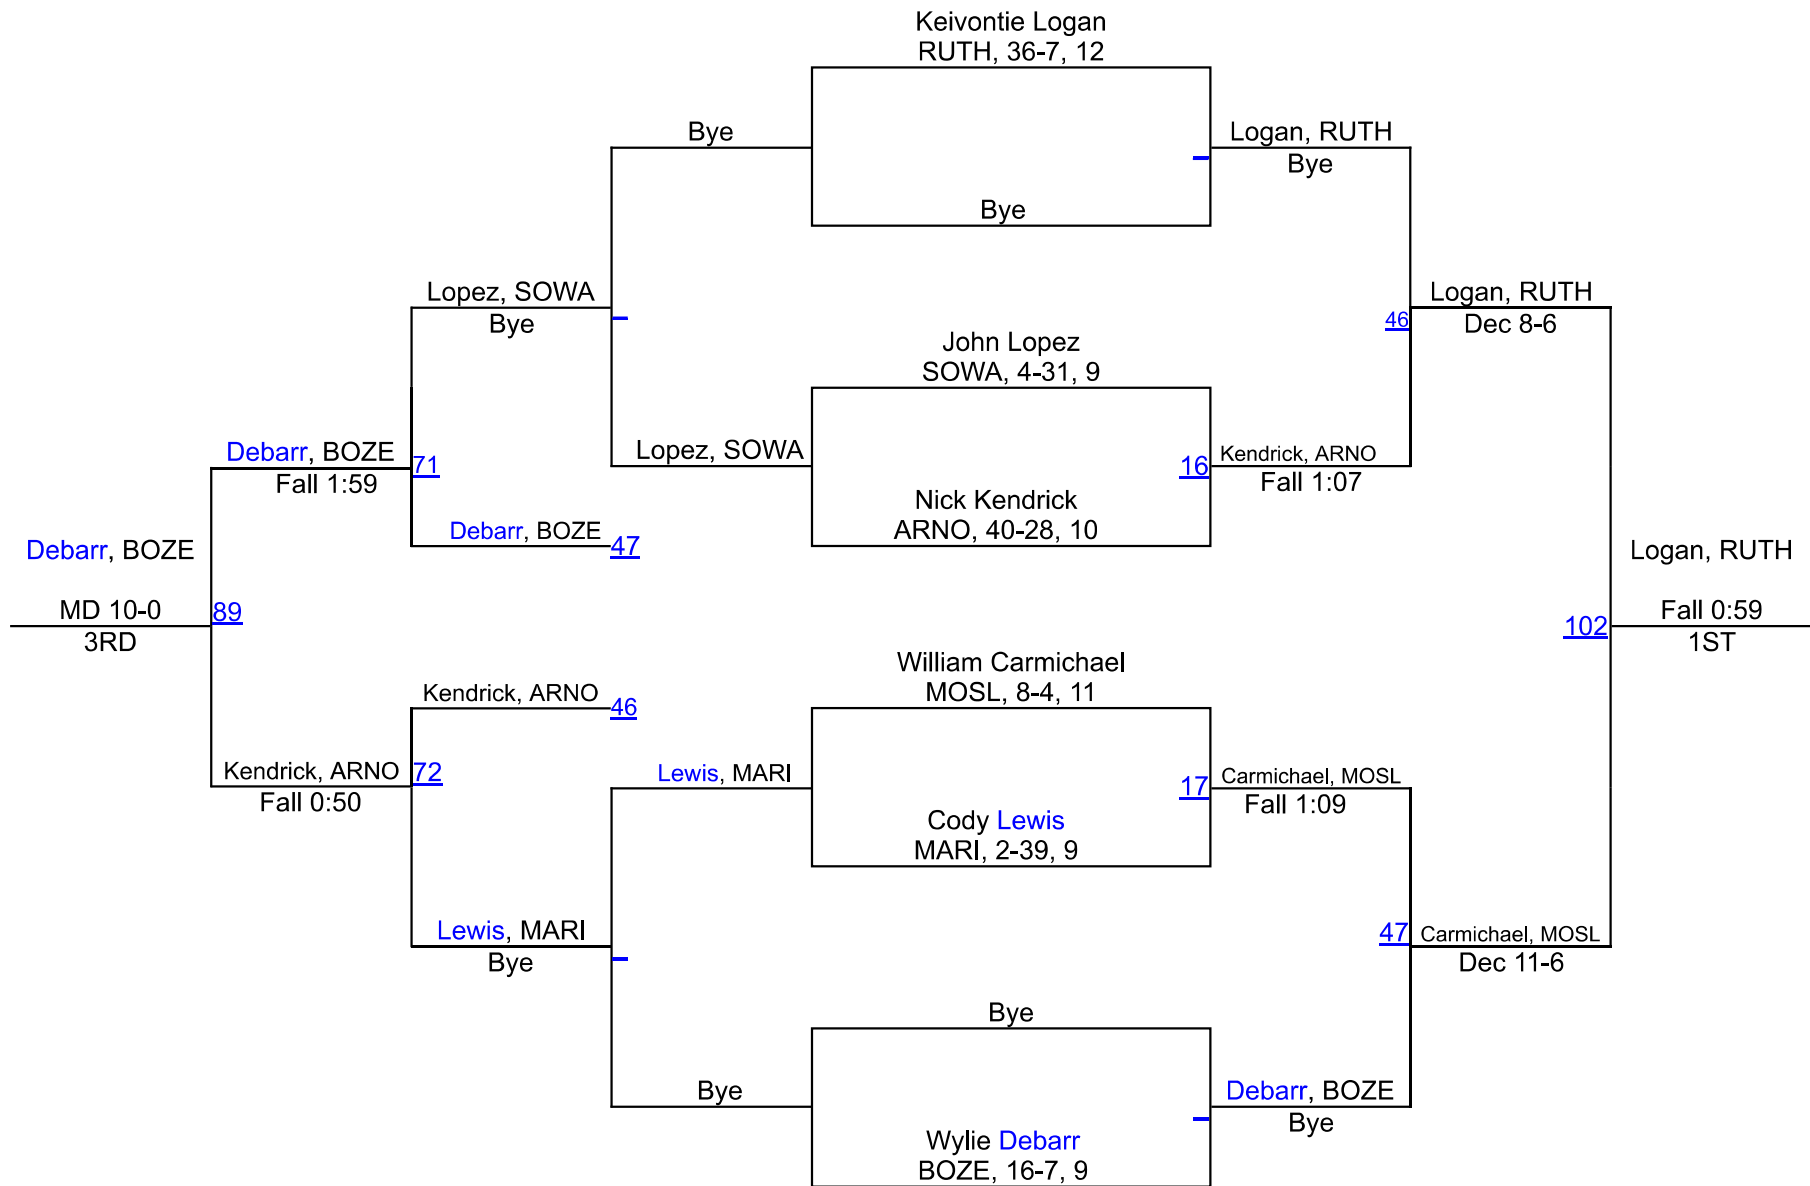 Keivontie Logan
RUTH, 36-7, 12
Bye
Logan, RUTH
Bye
Bye
Lopez, SOWA
Bye
Logan, RUTH
46
Dec 8-6
John Lopez
SOWA, 4-31, 9
Debarr, BOZE
71
Fall 1:59
Lopez, SOWA
16
Kendrick, ARNO
Fall 1:07
Nick Kendrick
ARNO, 40-28, 10
Debarr, BOZE
47
Debarr, BOZE
Logan, RUTH
MD 10-0
89
3RD
102
Fall 0:59
1ST
William Carmichael
MOSL, 8-4, 11
Kendrick, ARNO
46
Kendrick, ARNO
72
Fall 0:50
Lewis, MARI
17
Carmichael, MOSL
Fall 1:09
Cody Lewis
MARI, 2-39, 9
Lewis, MARI
Bye
47
Carmichael, MOSL
Dec 11-6
Bye
Bye
Debarr, BOZE
Bye
Wylie Debarr
BOZE, 16-7, 9